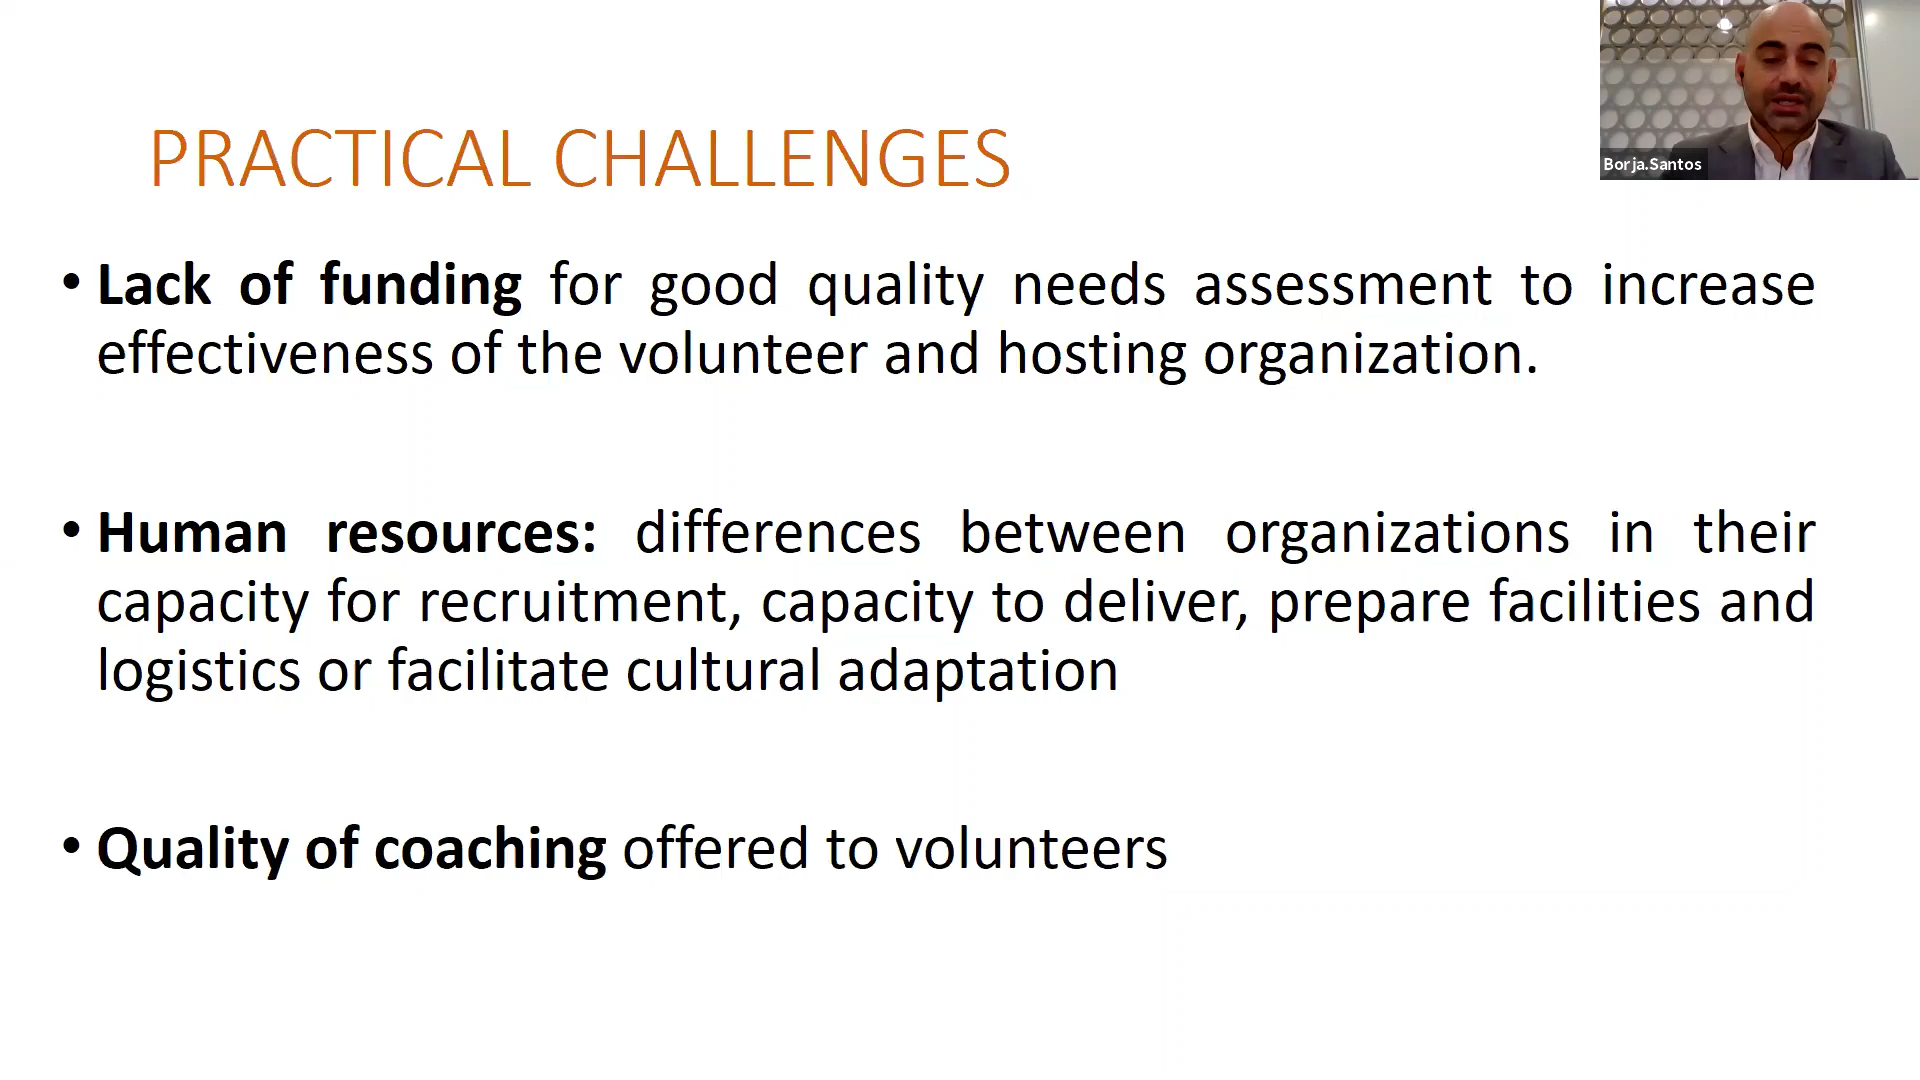 PRACTICAL CHALLENGES
Borja.Santos
• Lack of funding for good quality needs assessment to increase
effectiveness of the volunteer and hosting organization.
• Human resources: differences between organizations in their
capacity for recruitment, capacity to deliver, prepare facilities and
logistics or facilitate cultural adaptation
• Quality of coaching offered to volunteers